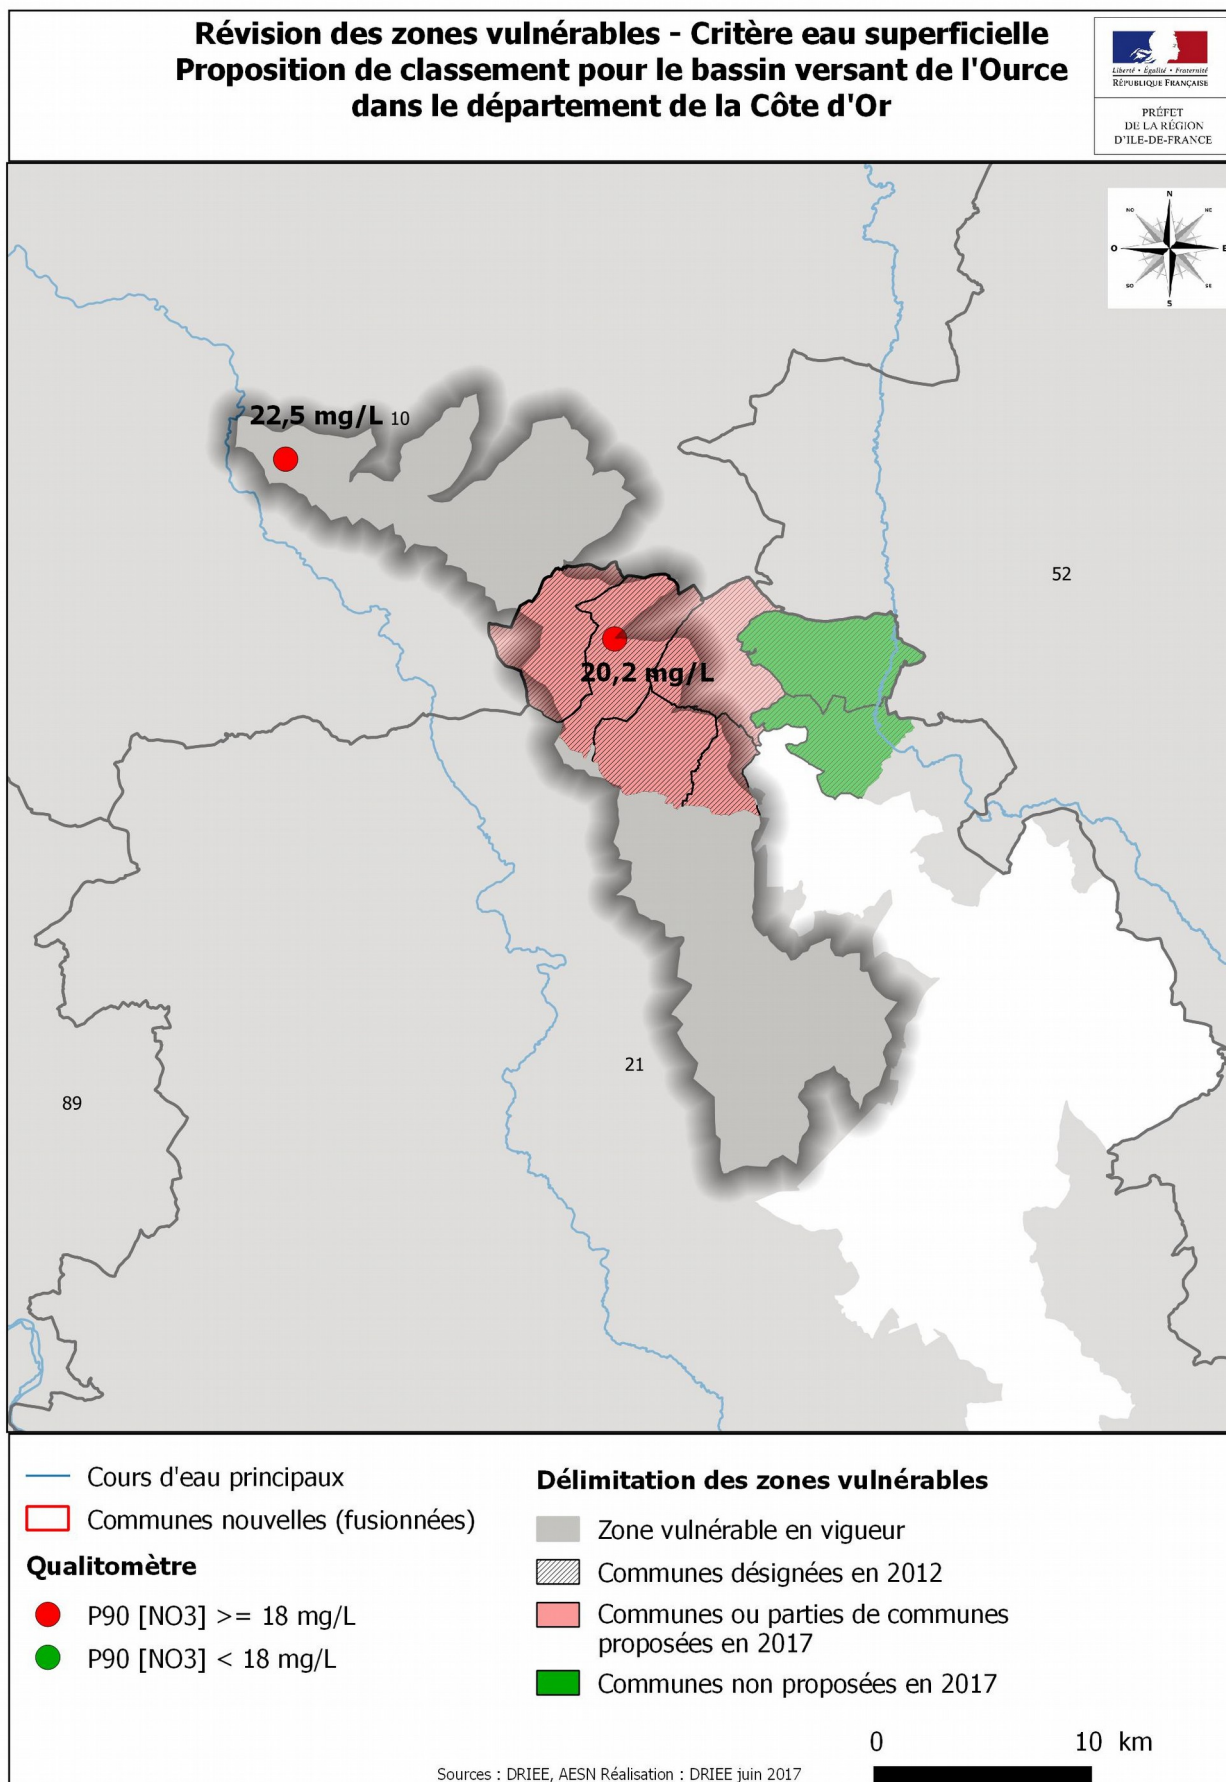 Révision des zones vulnérables - Critère eau superficielle
Proposition de classement pour le bassin versant de l'Ource
dans le département de la Côte d'Or
Liberté • Égalité • Fraternité
RÉPUBLIQUE FRANÇAISE
PRÉFET
DE LA RÉGION
D'ILE-DE-FRANCE
N
NO
NE
O
E
SO
SE
S
22,5 mg/L 10
52
20,2 mg/L
21
89
Cours d'eau principaux
Communes nouvelles (fusionnées)
Qualitomètre
P90 [NO3] >= 18 mg/L
P90 [NO3] < 18 mg/L
Délimitation des zones vulnérables
Zone vulnérable en vigueur
Communes désignées en 2012
Communes ou parties de communes
proposées en 2017
Communes non proposées en 2017
0 10 km
Sources : DRIEE, AESN Réalisation : DRIEE juin 2017